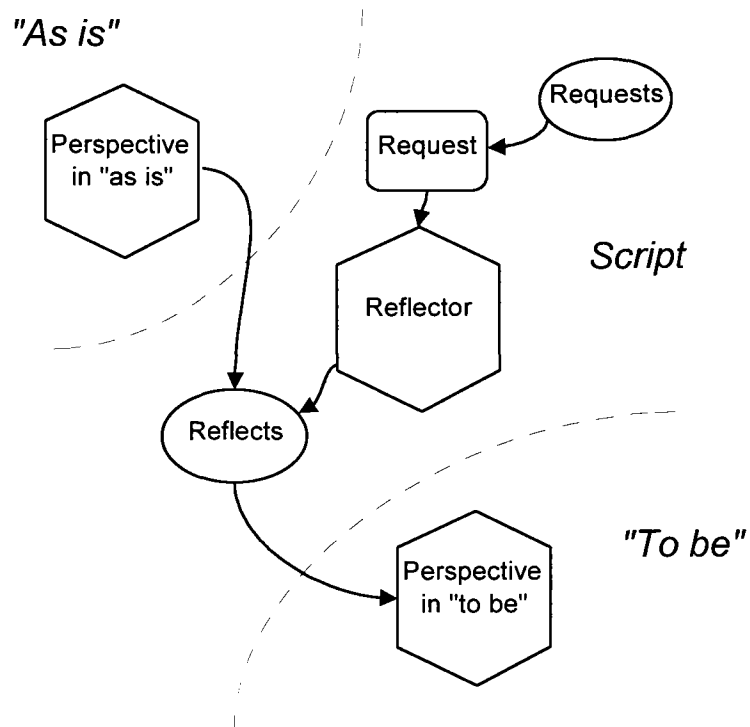 "As is"
Requests
Perspective
in "as is"
Request
Script
Reflector
Reflects
"To be"
Perspective
in "to be"